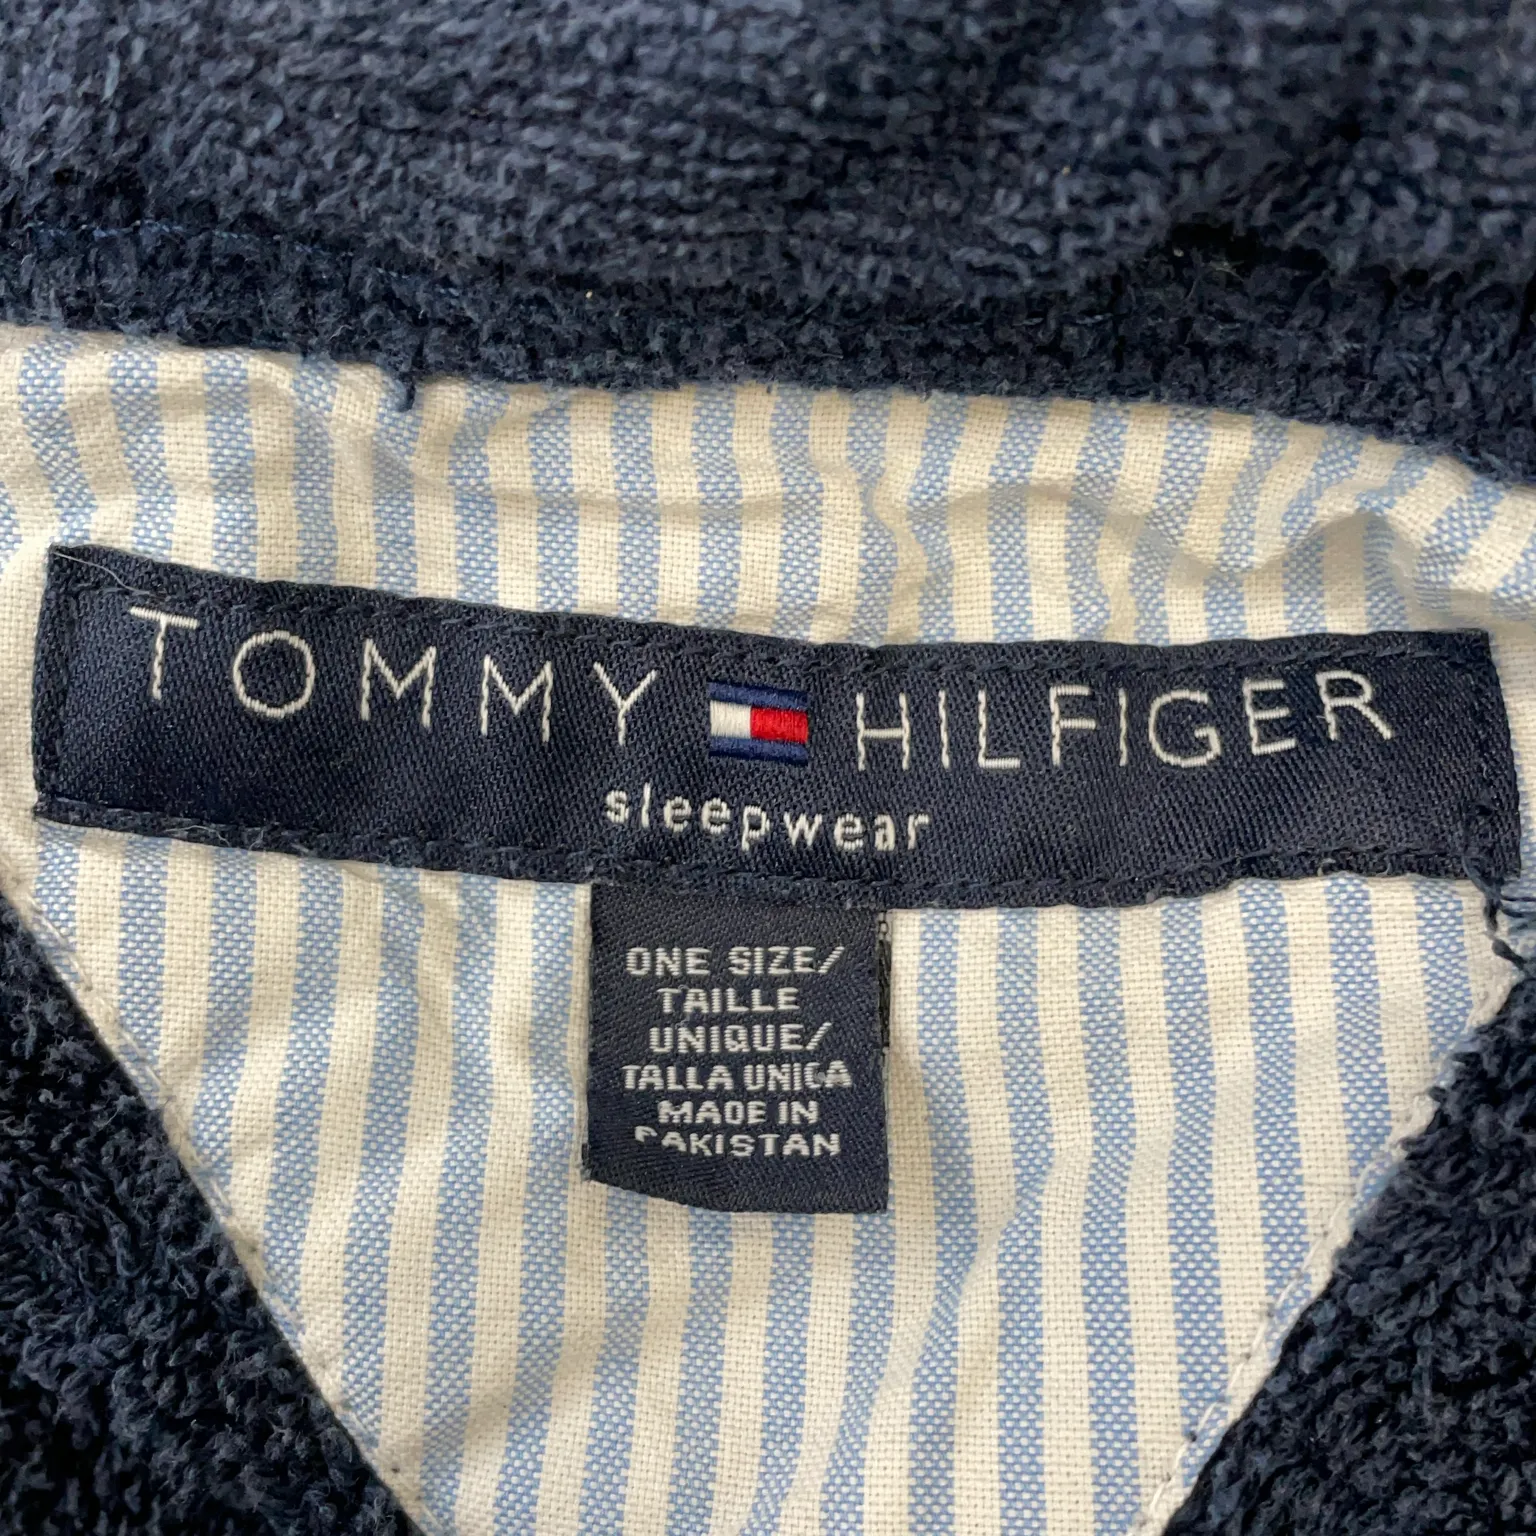 TOMMY HILFIGER
sleepwear
ONE SIZE/
TAILLE
UNIQUE/
TALLA UNICA
MADE IN
PAKISTAN